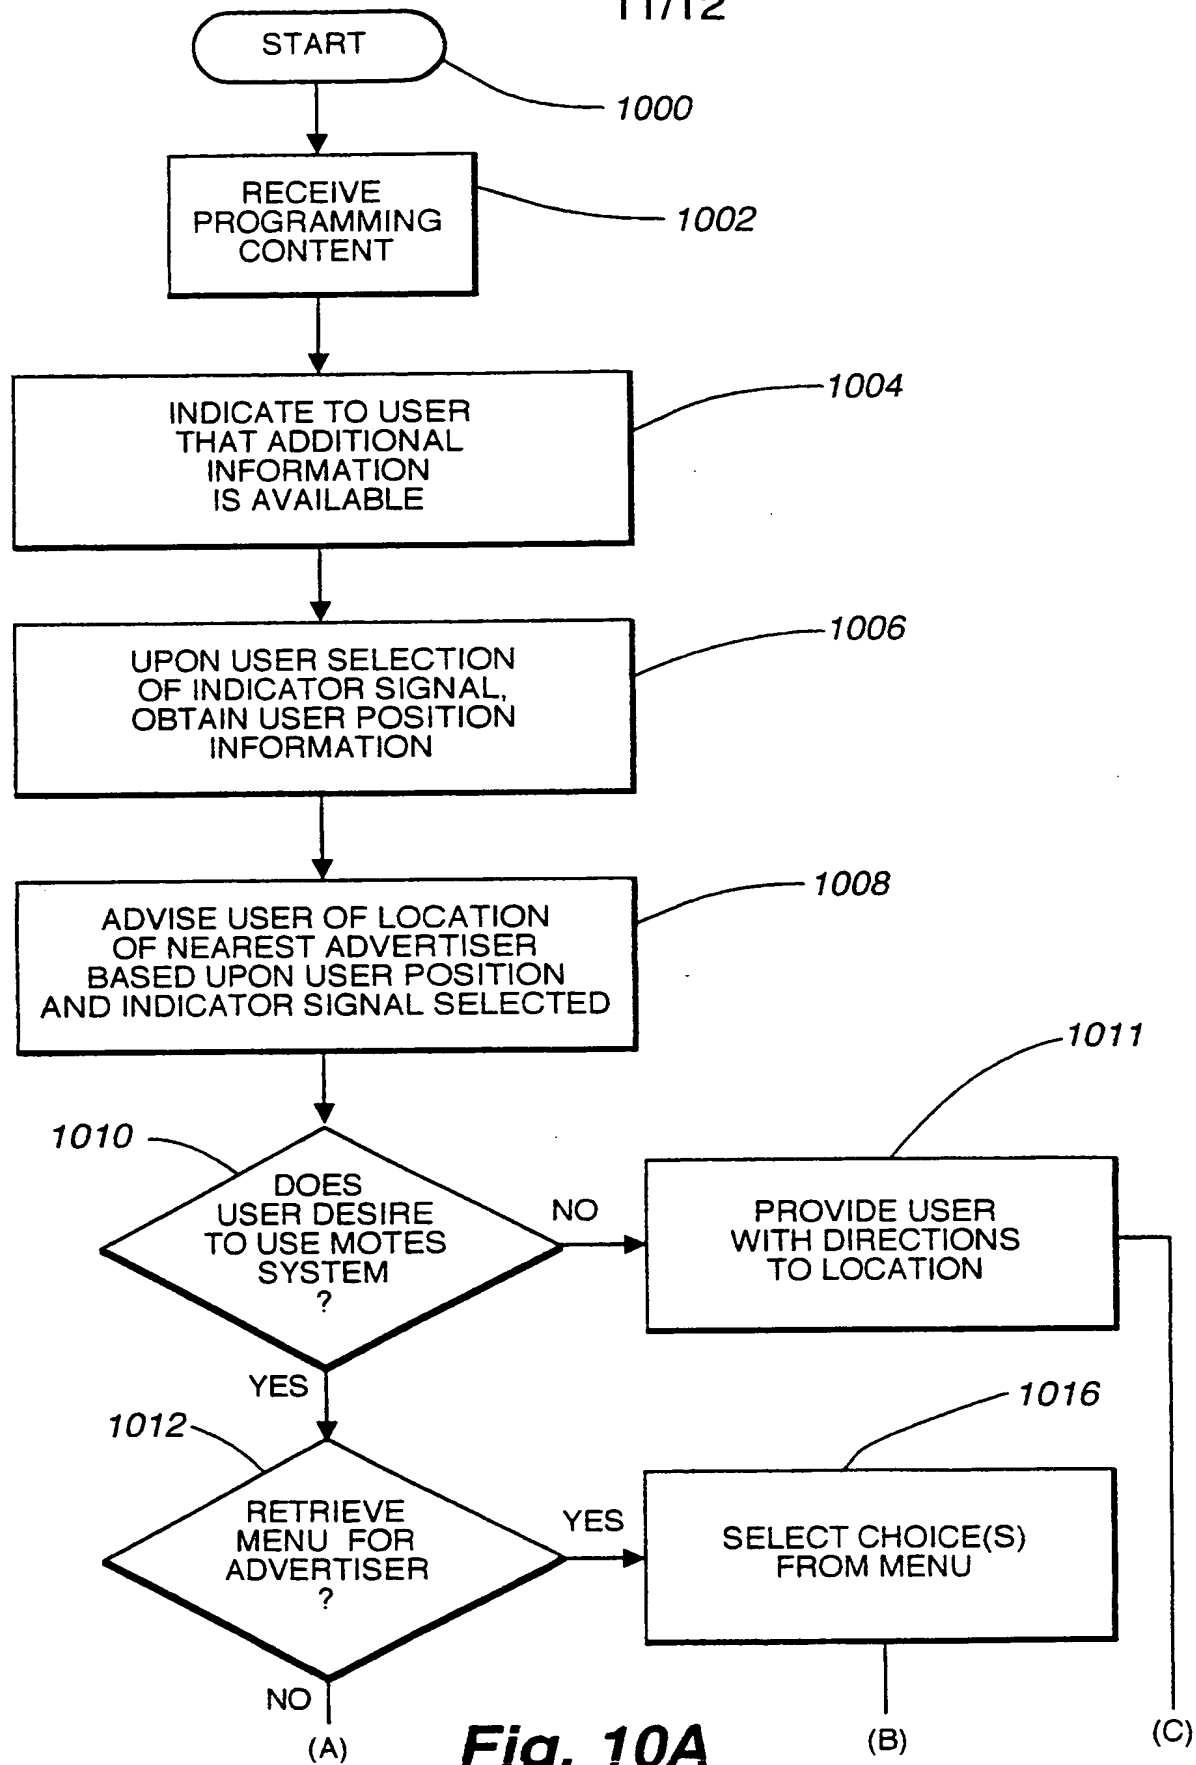 11/12
START
1000
RECEIVE
PROGRAMMING
CONTENT
1002
INDICATE TO USER
THAT ADDITIONAL
INFORMATION
IS AVAILABLE
1004
UPON USER SELECTION
OF INDICATOR SIGNAL,
OBTAIN USER POSITION
INFORMATION
1006
ADVISE USER OF LOCATION
OF NEAREST ADVERTISER
BASED UPON USER POSITION
AND INDICATOR SIGNAL SELECTED
1008
1010
DOES
USER DESIRE
TO USE MOTES
SYSTEM
?
NO
1011
PROVIDE USER
WITH DIRECTIONS
TO LOCATION
YES
1012
RETRIEVE
MENU FOR
ADVERTISER
?
YES
1016
SELECT CHOICE(S)
FROM MENU
NO
(A)
(B)
(C)
Fig. 10A